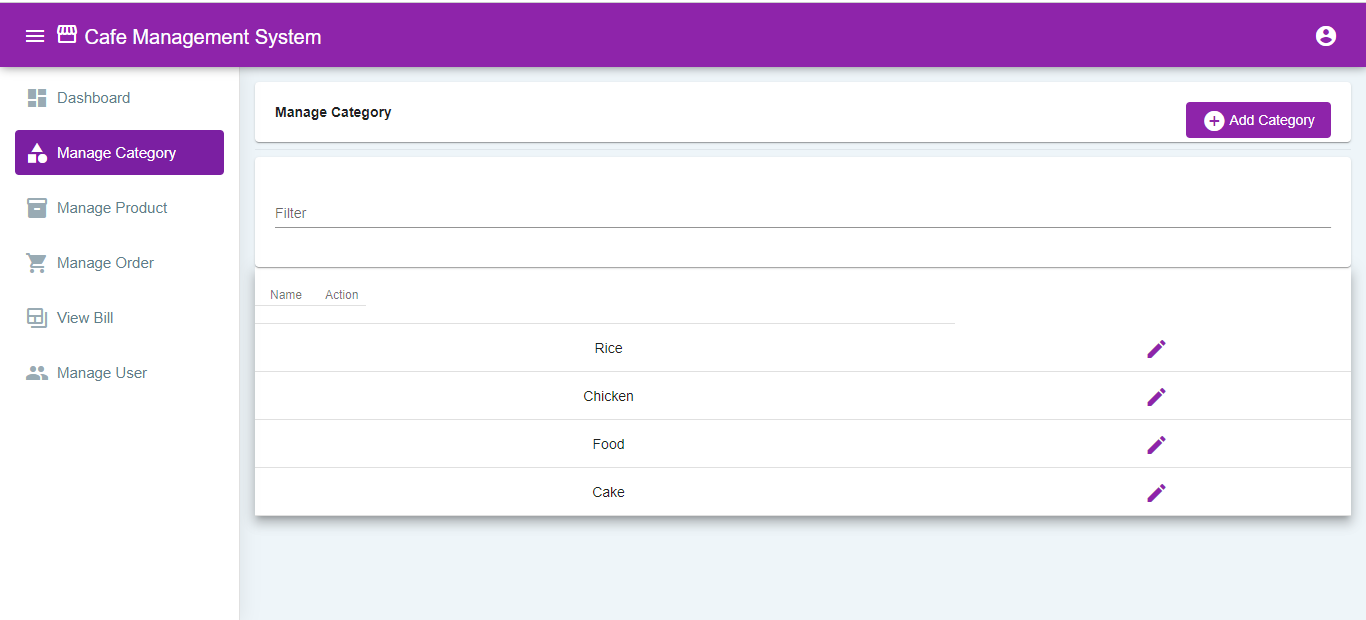 Cafe Management System
Dashboard
Manage Category
Manage Product
Manage Order
View Bill
Manage User
Manage Category
Add Category
Filter
Name Action
Rice
Chicken
Food
Cake